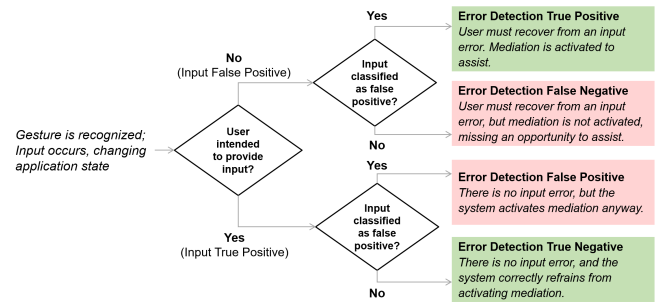 Gesture is recognized;
Input occurs, changing
application state
User
intended
to provide
input?
No
(Input False Positive)
Yes
(Input True Positive)
Input
classified
as false
positive?
Yes
No
Error Detection True Positive
User must recover from an input
error. Mediation is activated to
assist.
Error Detection False Negative
User must recover from an input
error, but mediation is not activated,
missing an opportunity to assist.
Input
classified
as false
positive?
Yes
No
Error Detection False Positive
There is no input error, but the
system activates mediation anyway.
Error Detection True Negative
There is no input error, and the
system correctly refrains from
activating mediation.